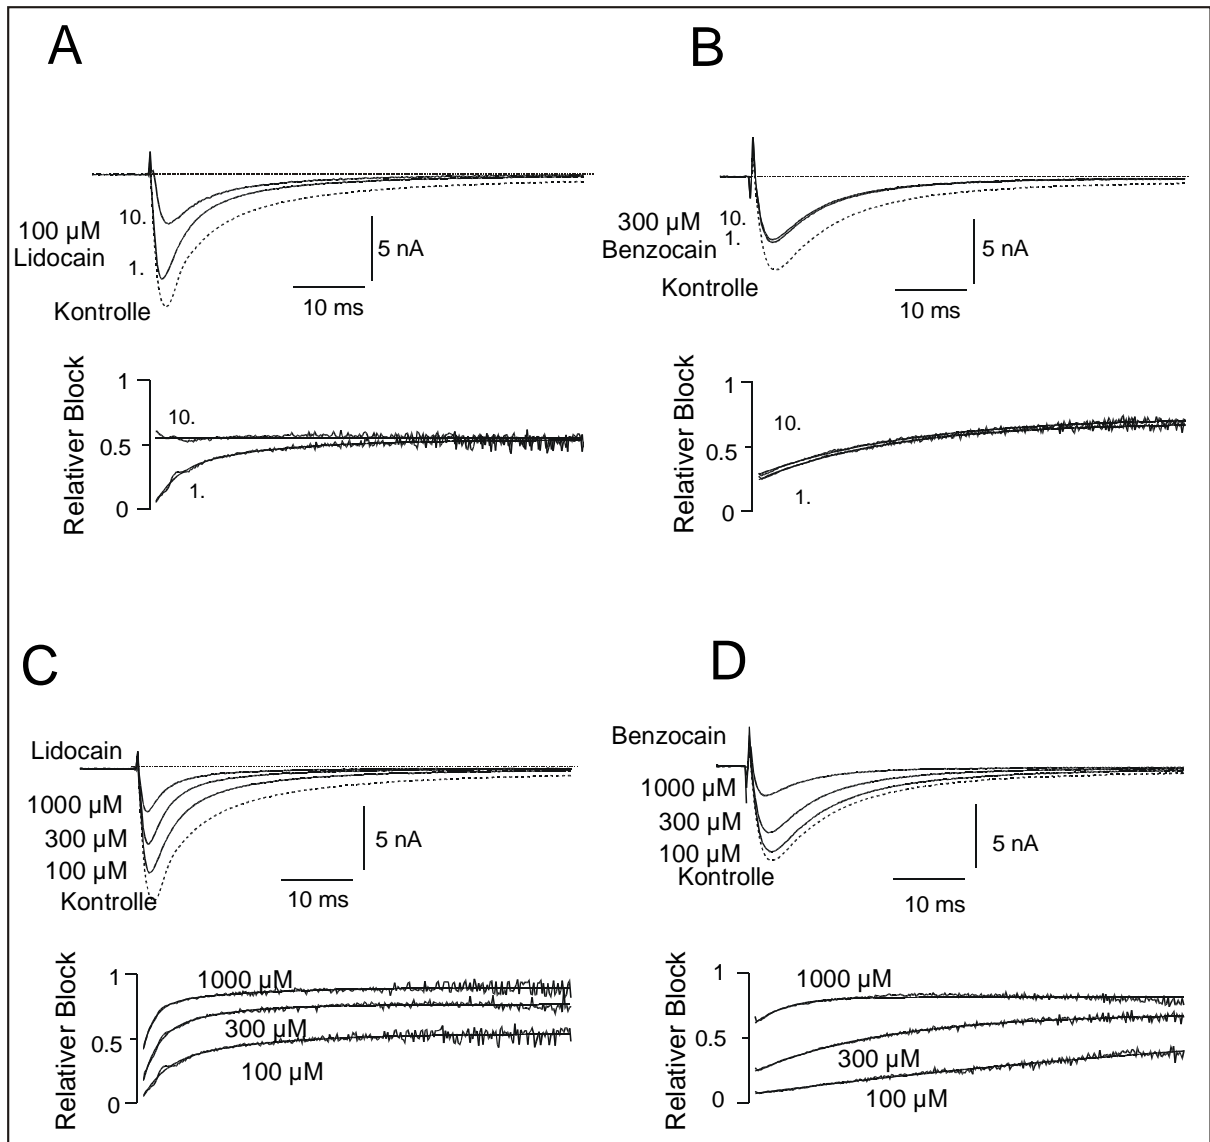 A
10.
100 µM
Lidocain
1.
Kontrolle
5 nA
10 ms
Relativer Block
1
0.5
0
10.
1.
B
300 µM
Benzocain
10.
1.
Kontrolle
5 nA
10 ms
Relativer Block
1
0.5
0
10.
1.
C
Lidocain
1000 µM
300 µM
100 µM
Kontrolle
5 nA
10 ms
Relativer Block
1
0.5
0
1000 µM
300 µM
100 µM
D
Benzocain
1000 µM
300 µM
100 µM
Kontrolle
5 nA
10 ms
Relativer Block
1
0.5
0
1000 µM
300 µM
100 µM